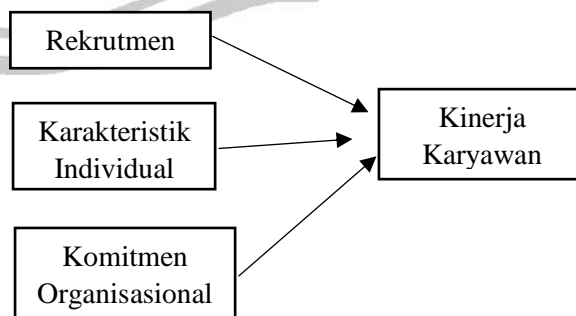 Rekrutmen
Karakteristik
Individual
Komitmen
Organisasional
Kinerja
Karyawan